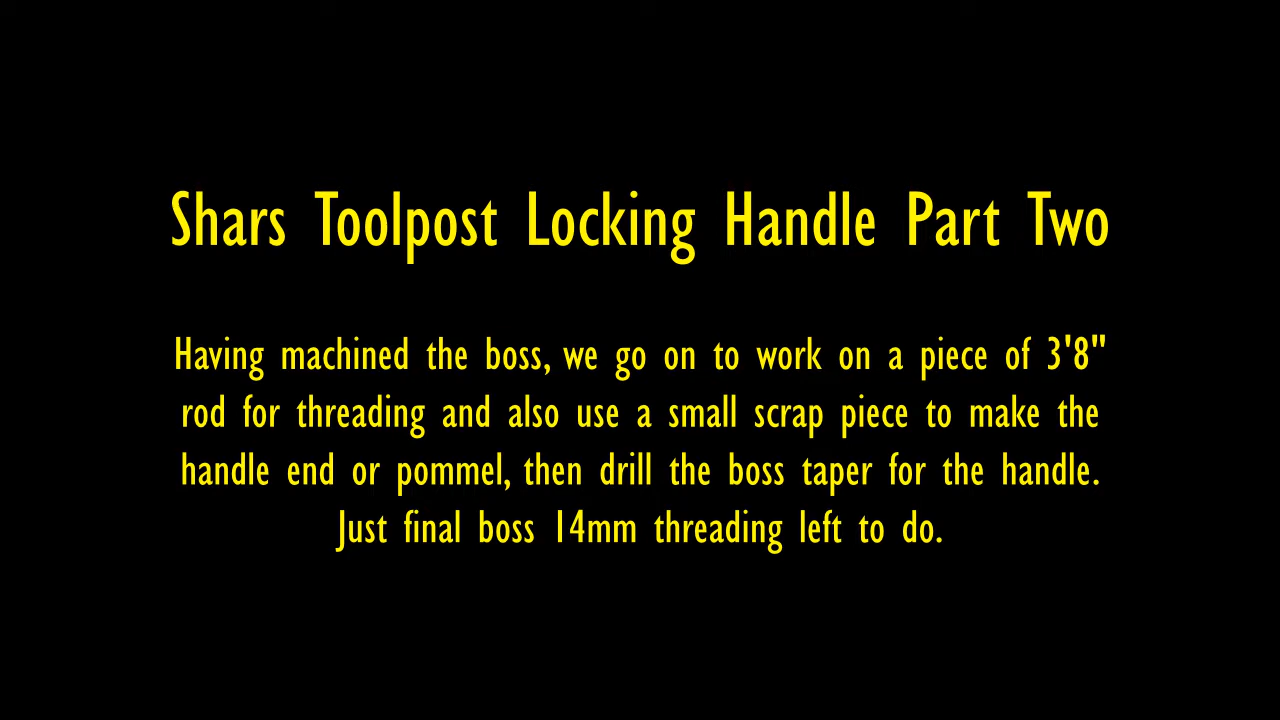 Shars Toolpost Locking Handle Part Two
Having machined the boss, we go on to work on a piece of 3'8"
rod for threading and also use a small scrap piece to make the
handle end or pommel, then drill the boss taper for the handle.
Just final boss 14mm threading left to do.